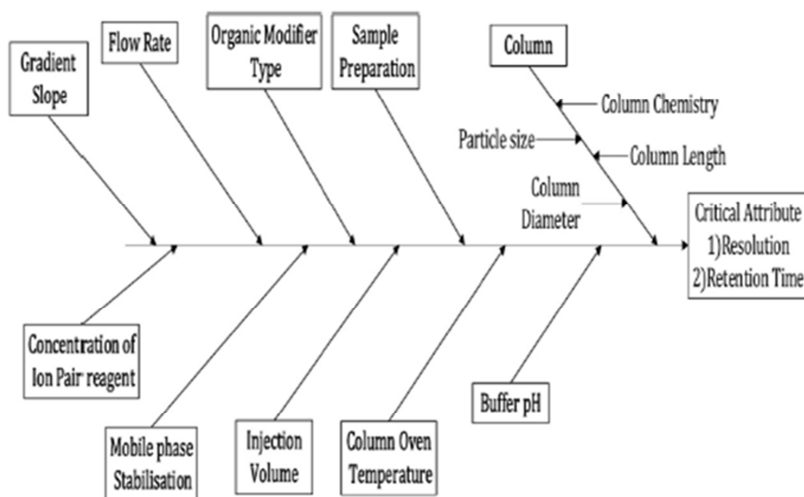 Gradient
Slope
Flow Rate
Organic Modifier
Type
Sample
Preparation
Column
Column Chemistry
Particle size
Column Length
Column
Diameter
Critical Attribute
1)Resolution
2)Retention Time
Concentration of
Ion Pair reagent
Mobile phase
Stabilisation
Injection
Volume
Column Oven
Temperature
Buffer pH